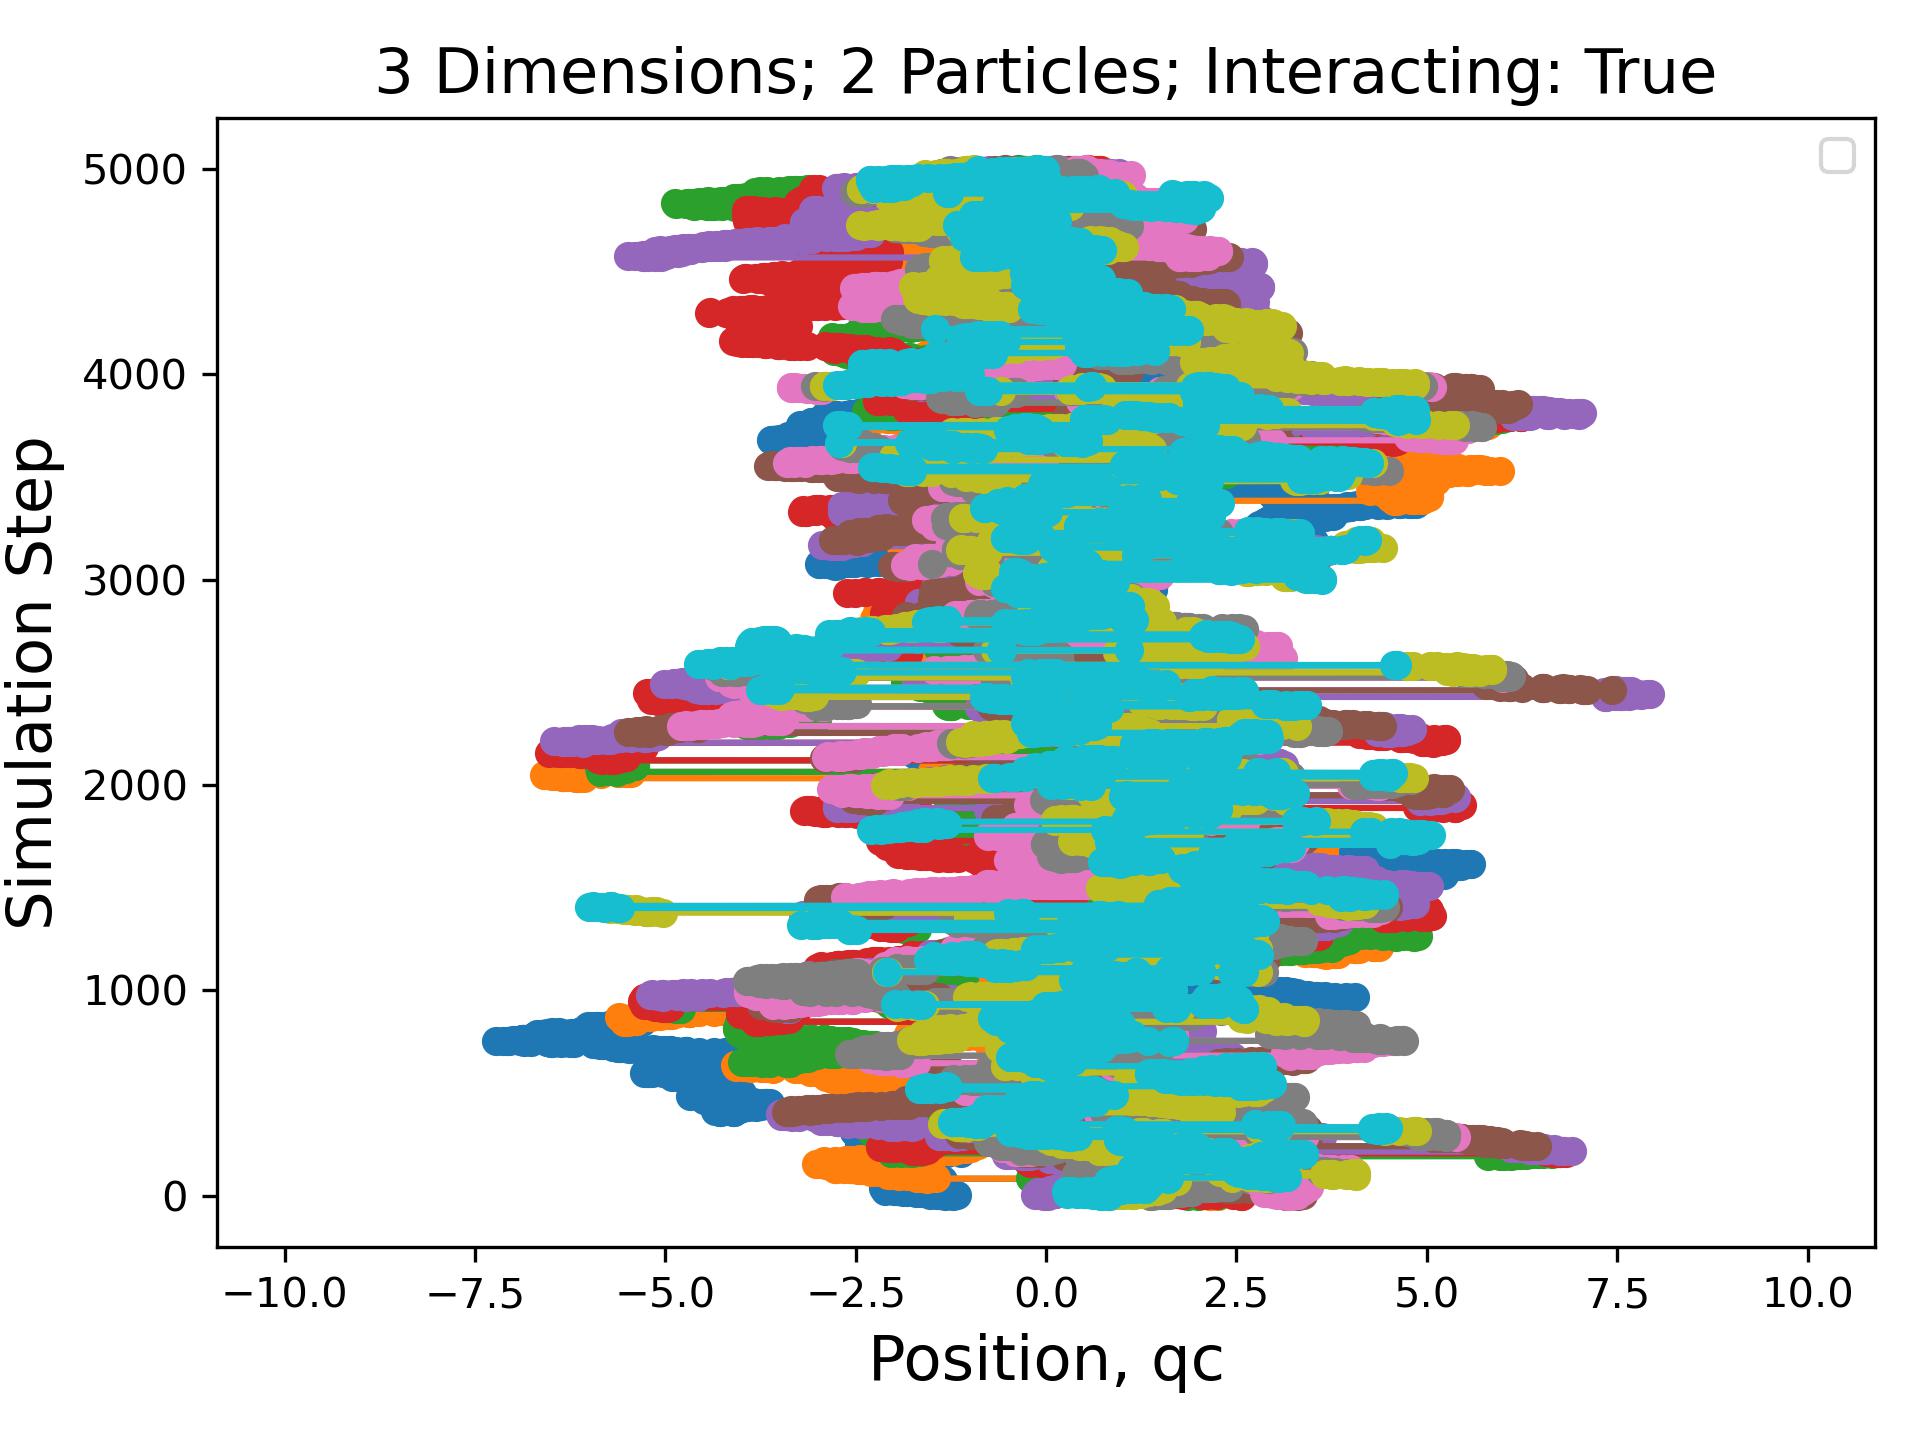 3 Dimensions; 2 Particles; Interacting: True
5000
4000
3000
2000
1000
0
Simulation Step
−10.0 −7.5 −5.0 −2.5 0.0 2.5 5.0 7.5 10.0
Position, qc